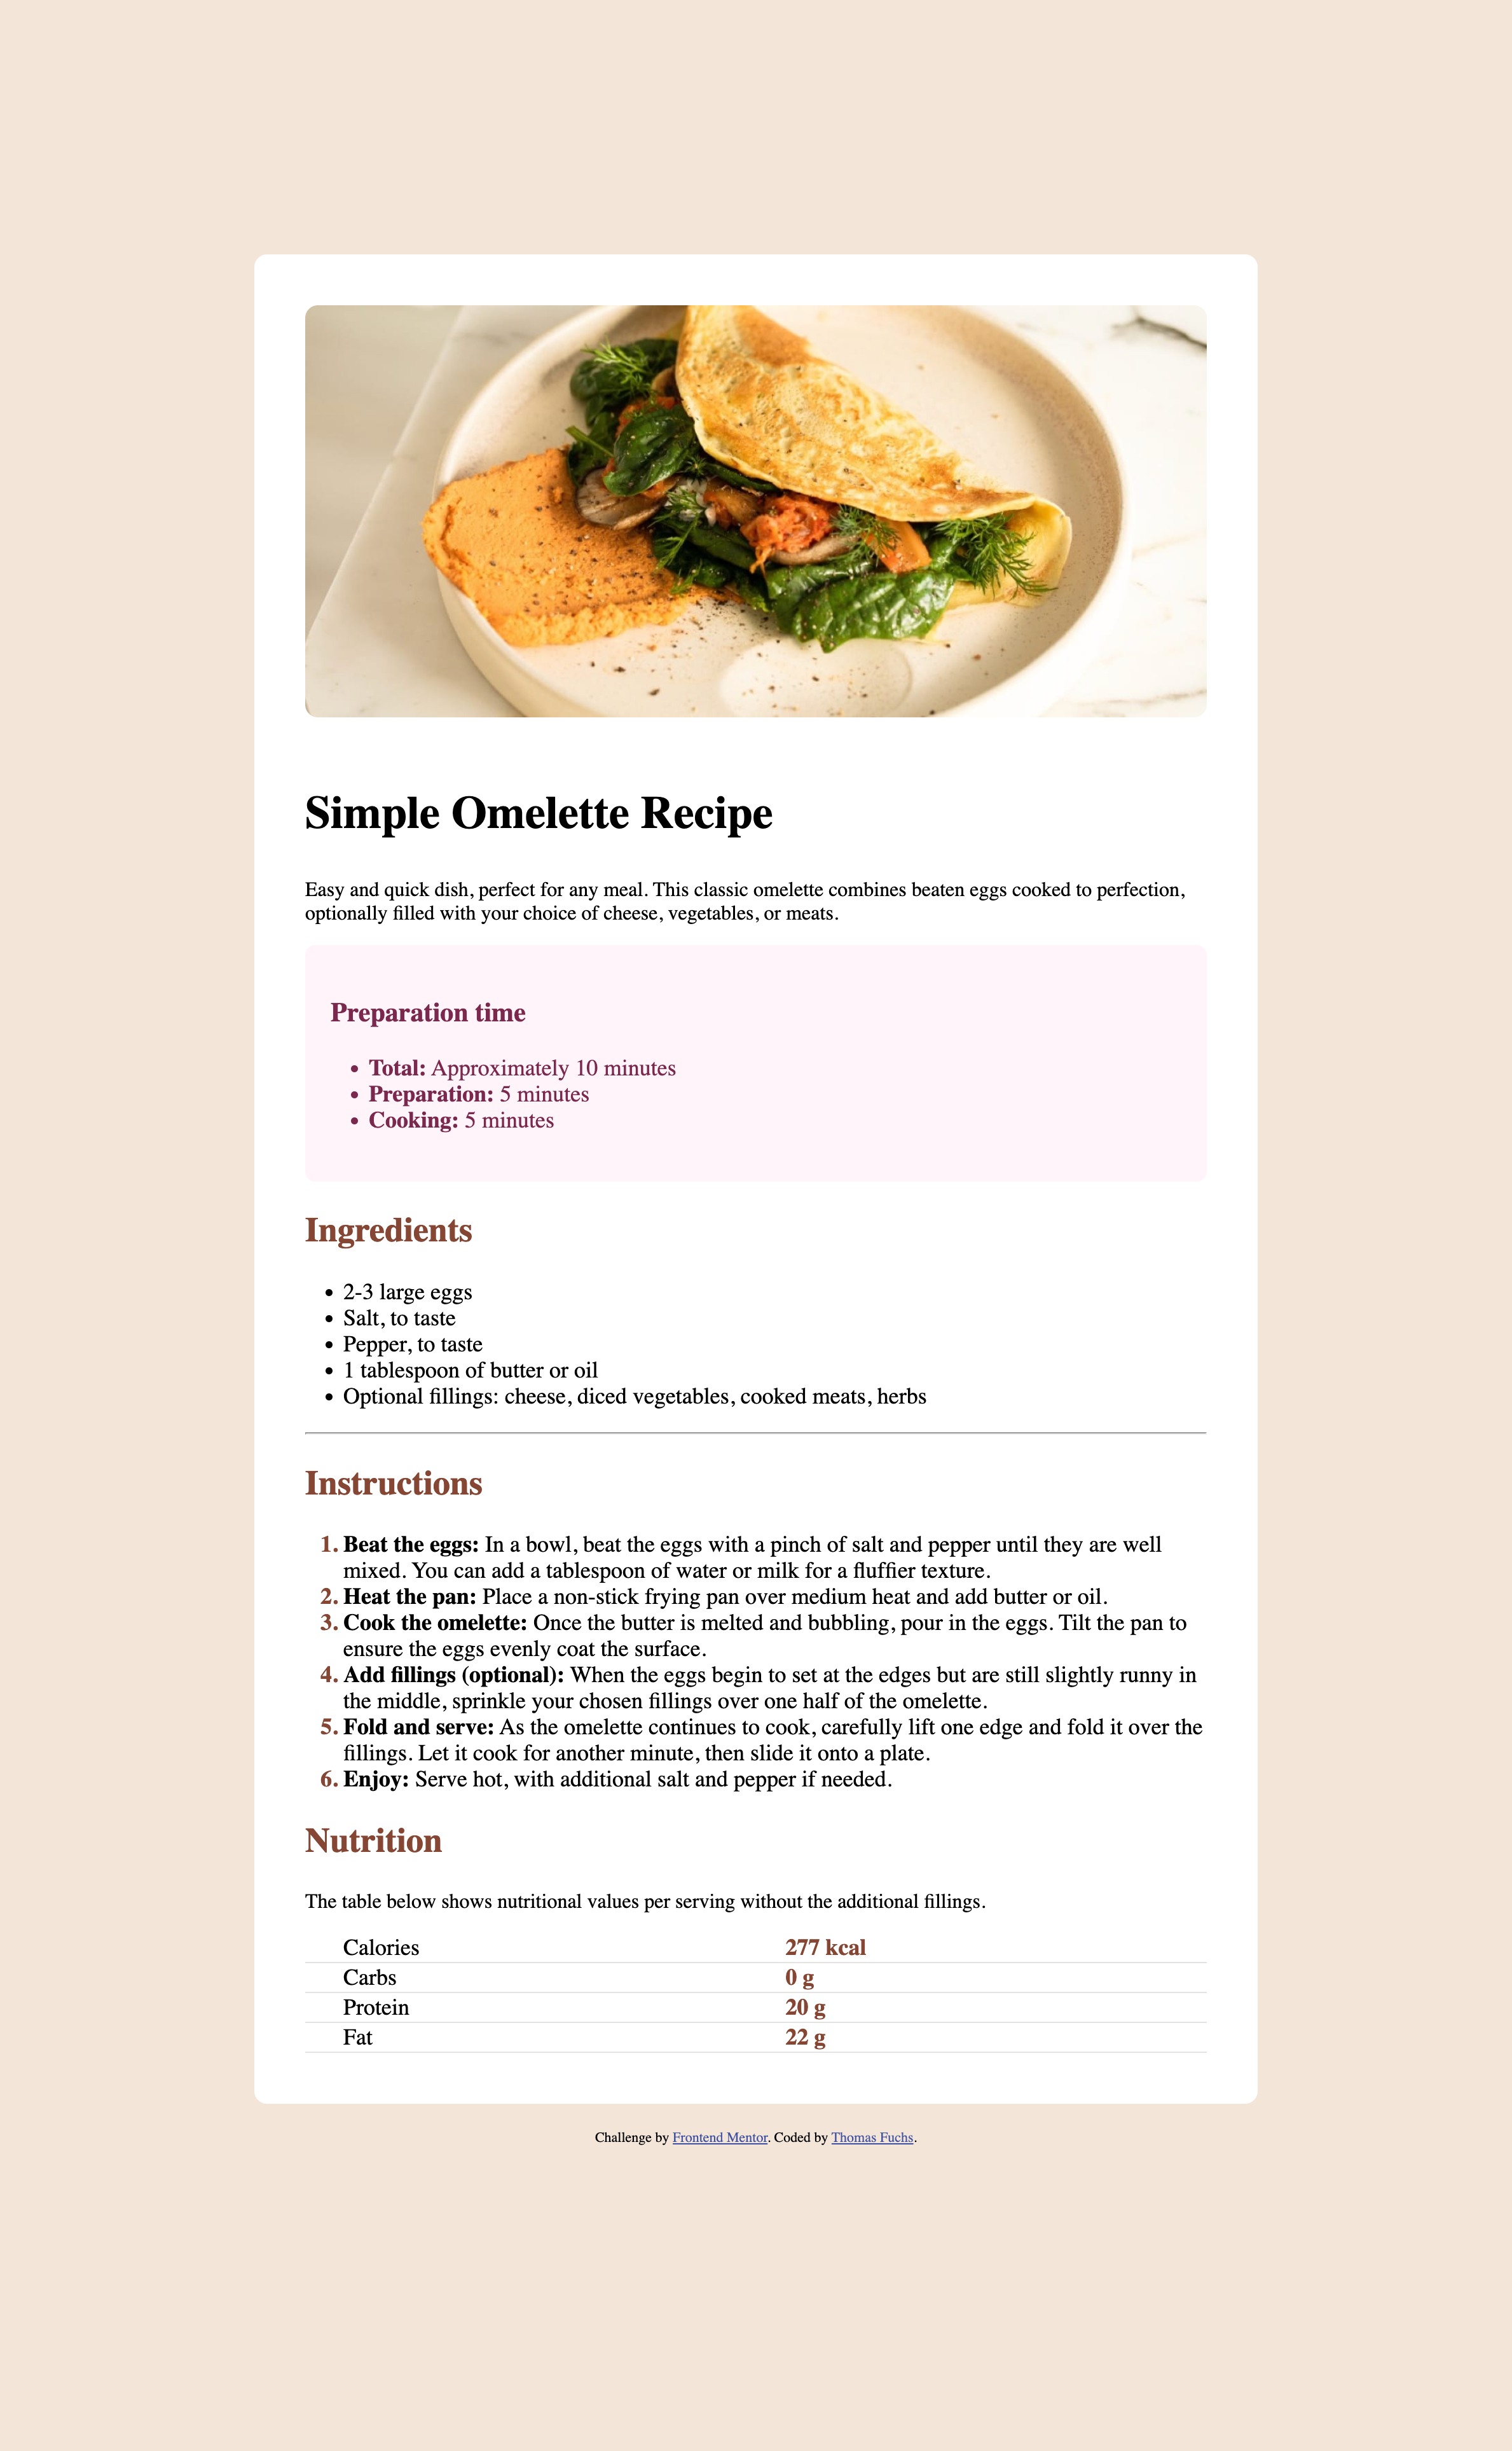 Simple Omelette Recipe
Easy and quick dish, perfect for any meal. This classic omelette combines beaten eggs cooked to perfection,
optionally filled with your choice of cheese, vegetables, or meats.
Preparation time
• Total: Approximately 10 minutes
• Preparation: 5 minutes
• Cooking: 5 minutes
Ingredients
• 2-3 large eggs
• Salt, to taste
• Pepper, to taste
• 1 tablespoon of butter or oil
• Optional fillings: cheese, diced vegetables, cooked meats, herbs
Instructions
1. Beat the eggs: In a bowl, beat the eggs with a pinch of salt and pepper until they are well
mixed. You can add a tablespoon of water or milk for a fluffier texture.
2. Heat the pan: Place a non-stick frying pan over medium heat and add butter or oil.
3. Cook the omelette: Once the butter is melted and bubbling, pour in the eggs. Tilt the pan to
ensure the eggs evenly coat the surface.
4. Add fillings (optional): When the eggs begin to set at the edges but are still slightly runny in
the middle, sprinkle your chosen fillings over one half of the omelette.
5. Fold and serve: As the omelette continues to cook, carefully lift one edge and fold it over the
fillings. Let it cook for another minute, then slide it onto a plate.
6. Enjoy: Serve hot, with additional salt and pepper if needed.
Nutrition
The table below shows nutritional values per serving without the additional fillings.
Calories 277 kcal
Carbs 0 g
Protein 20 g
Fat 22 g
Challenge by Frontend Mentor. Coded by Thomas Fuchs.